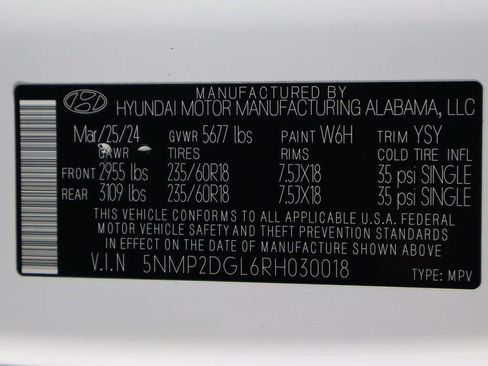 MANUFACTURED BY
HYUNDAI MOTOR MANUFACTURING ALABAMA, LLC
Mar/25/24 GVWR 5677 lbs PAINT W6H TRIM YSY
GAWR TIRES RIMS COLD TIRE INFL
FRONT 2955 lbs 235/60R18 7.5JX18 35 psi SINGLE
REAR 3109 lbs 235/60R18 7.5JX18 35 psi SINGLE
THIS VEHICLE CONFORMS TO ALL APPLICABLE U.S.A. FEDERAL
MOTOR VEHICLE SAFETY AND THEFT PREVENTION STANDARDS
IN EFFECT ON THE DATE OF MANUFACTURE SHOWN ABOVE
V.I.N 5NMP2DGL6RH030018
TYPE: MPV